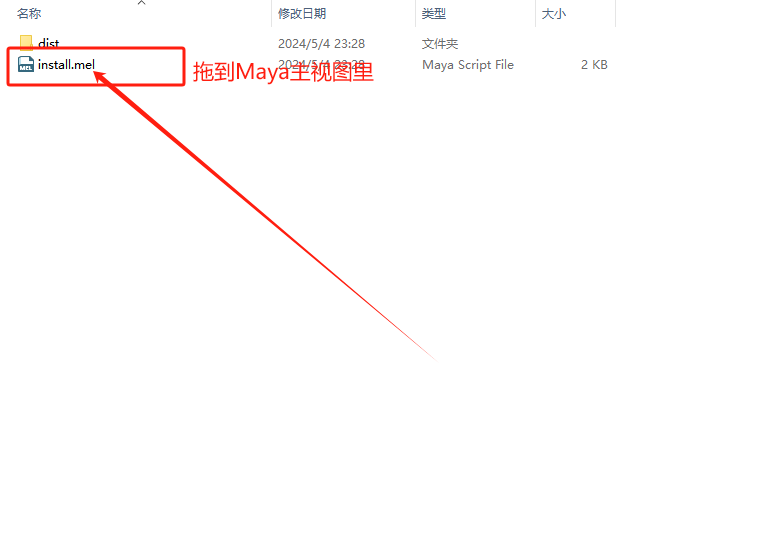 名称 修改日期 类型 大小
dist 2024/5/4 23:28 文件夹
install.mel 2024/5/4 23:28 Maya Script File 2 KB
拖到Maya主视图里
MEL